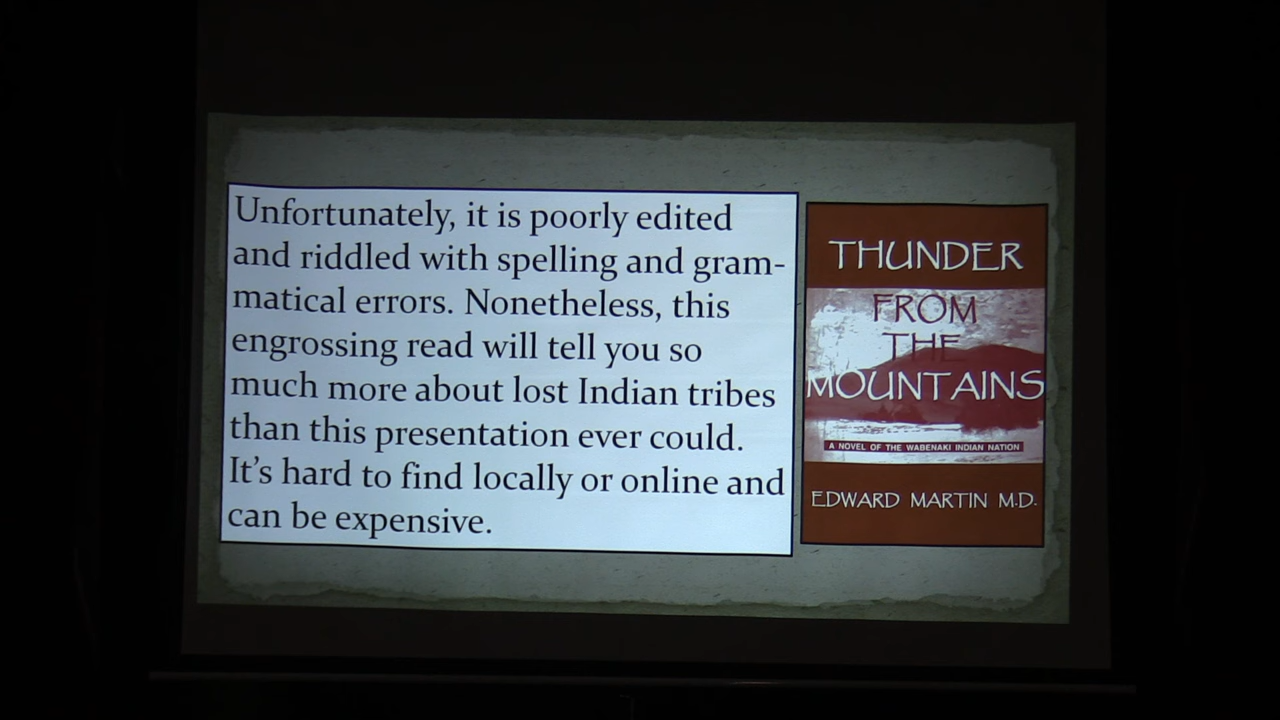 Unfortunately, it is poorly edited
and riddled with spelling and gram-
matical errors. Nonetheless, this
engrossing read will tell you so
much more about lost Indian tribes
than this presentation ever could.
It's hard to find locally or online and
can be expensive.
THUNDER
FROM
THE
MOUNTAINS
A NOVEL OF THE WABENAKI INDIAN NATION
EDWARD MARTIN M.D.